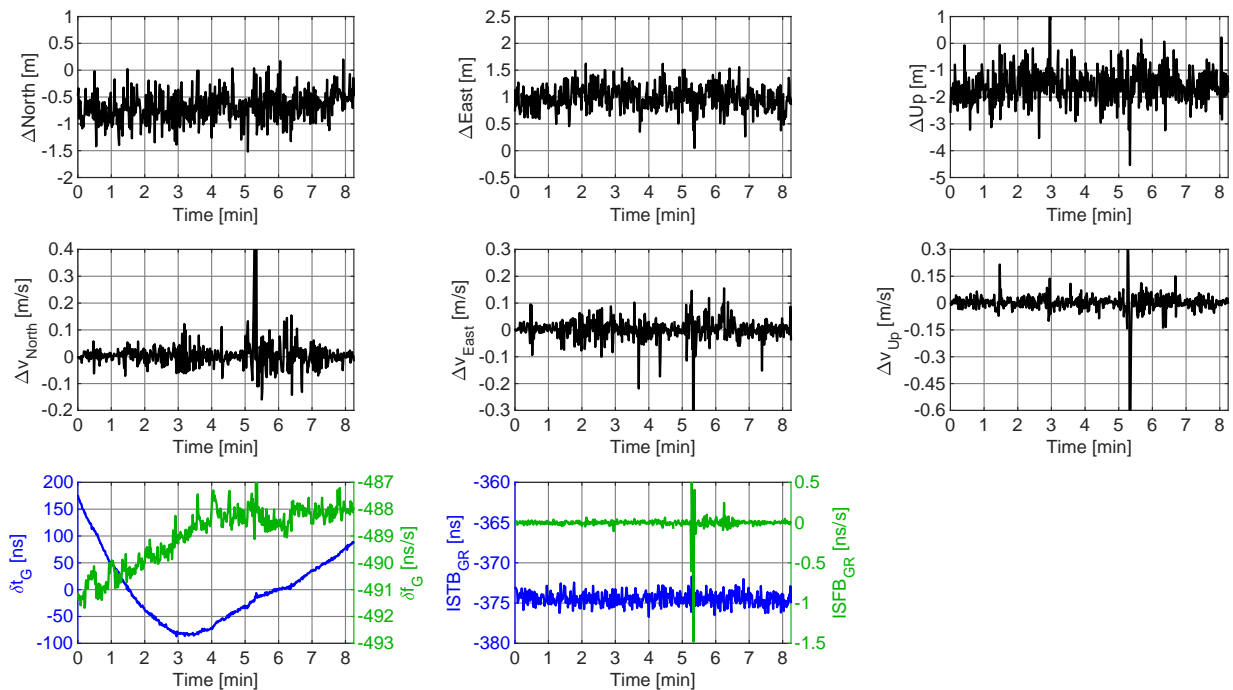 1
0.5
0
-0.5
-1
-1.5
-2
ΔNorth [m]
0 1 2 3 4 5 6 7 8
Time [min]
2.5
2
1.5
1
0.5
0
-0.5
ΔEast [m]
0 1 2 3 4 5 6 7 8
Time [min]
1
0
-1
-2
-3
-4
-5
ΔUp [m]
0 1 2 3 4 5 6 7 8
Time [min]
0.4
0.3
0.2
0.1
0
-0.1
-0.2
Δv_North [m/s]
0 1 2 3 4 5 6 7 8
Time [min]
0.3
0.2
0.1
0
-0.1
-0.2
-0.3
Δv_East [m/s]
0 1 2 3 4 5 6 7 8
Time [min]
0.3
0.15
0
-0.15
-0.3
-0.45
-0.6
Δv_Up [m/s]
0 1 2 3 4 5 6 7 8
Time [min]
200
150
100
50
0
-50
-100
δt_G [ns]
-487
-488
-489
-490
-491
-492
-493
δf_G [ns/s]
0 1 2 3 4 5 6 7 8
Time [min]
-360
-365
-370
-375
-380
ISTB_GR [ns]
0.5
0
-0.5
-1
-1.5
ISFB_GR [ns/s]
0 1 2 3 4 5 6 7 8
Time [min]